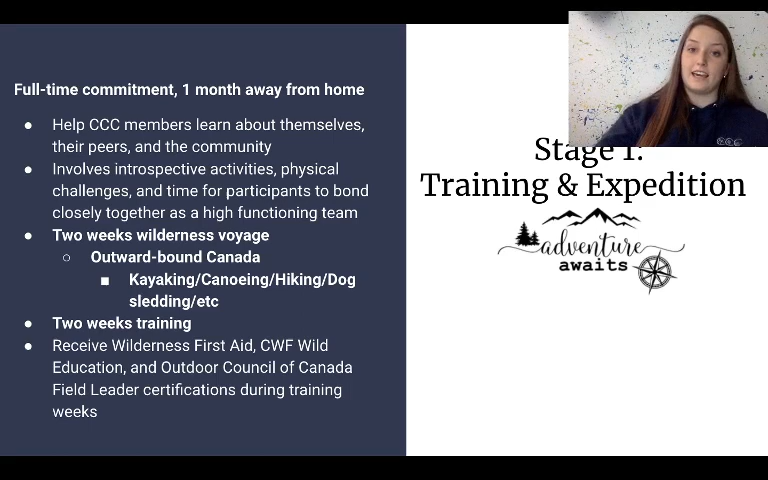 Full-time commitment, 1 month away from home
● Help CCC members learn about themselves,
their peers, and the community
● Involves introspective activities, physical
challenges, and time for participants to bond
closely together as a high functioning team
● Two weeks wilderness voyage
○ Outward-bound Canada
■ Kayaking/Canoeing/Hiking/Dog
sledding/etc
● Two weeks training
● Receive Wilderness First Aid, CWF Wild
Education, and Outdoor Council of Canada
Field Leader certifications during training
weeks
Stage 1:
Training & Expedition
adventure
awaits